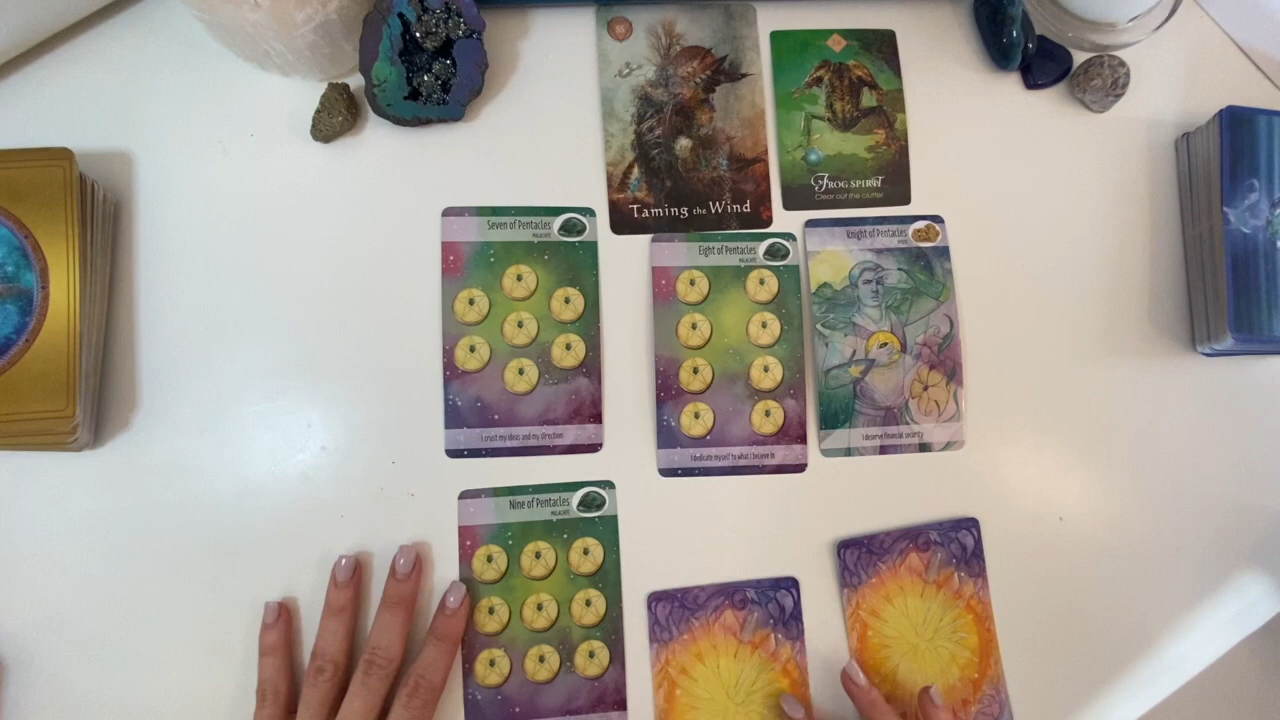 Taming the Wind
FROG SPIRIT
Clear out the clutter
Seven of Pentacles
MALACHITE
I trust my ideas and my direction
Eight of Pentacles
MALACHITE
I dedicate myself to what I believe in
Knight of Pentacles
I deserve financial security
Nine of Pentacles
MALACHITE